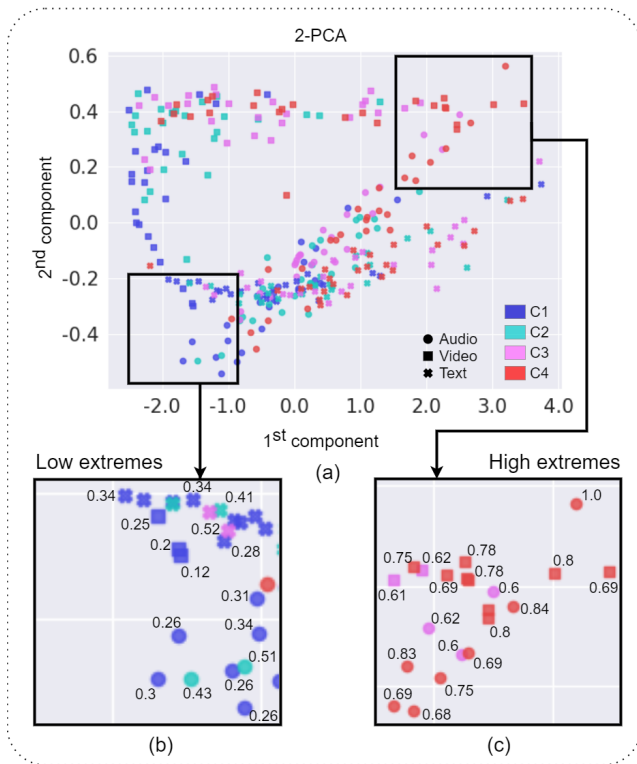 2-PCA
0.6
0.4
0.2
0.0
-0.2
-0.4
2nd component
-2.0 -1.0 0.0 1.0 2.0 3.0 4.0
1st component
Audio
Video
Text
C1
C2
C3
C4
(a)
Low extremes
0.34
0.34
0.41
0.25
0.52
0.2
0.28
0.12
0.31
0.26
0.34
0.51
0.3
0.43
0.26
0.26
(b)
High extremes
1.0
0.75
0.62
0.78
0.8
0.78
0.61
0.69
0.6
0.69
0.84
0.62
0.8
0.6
0.83
0.69
0.75
0.69
0.68
(c)